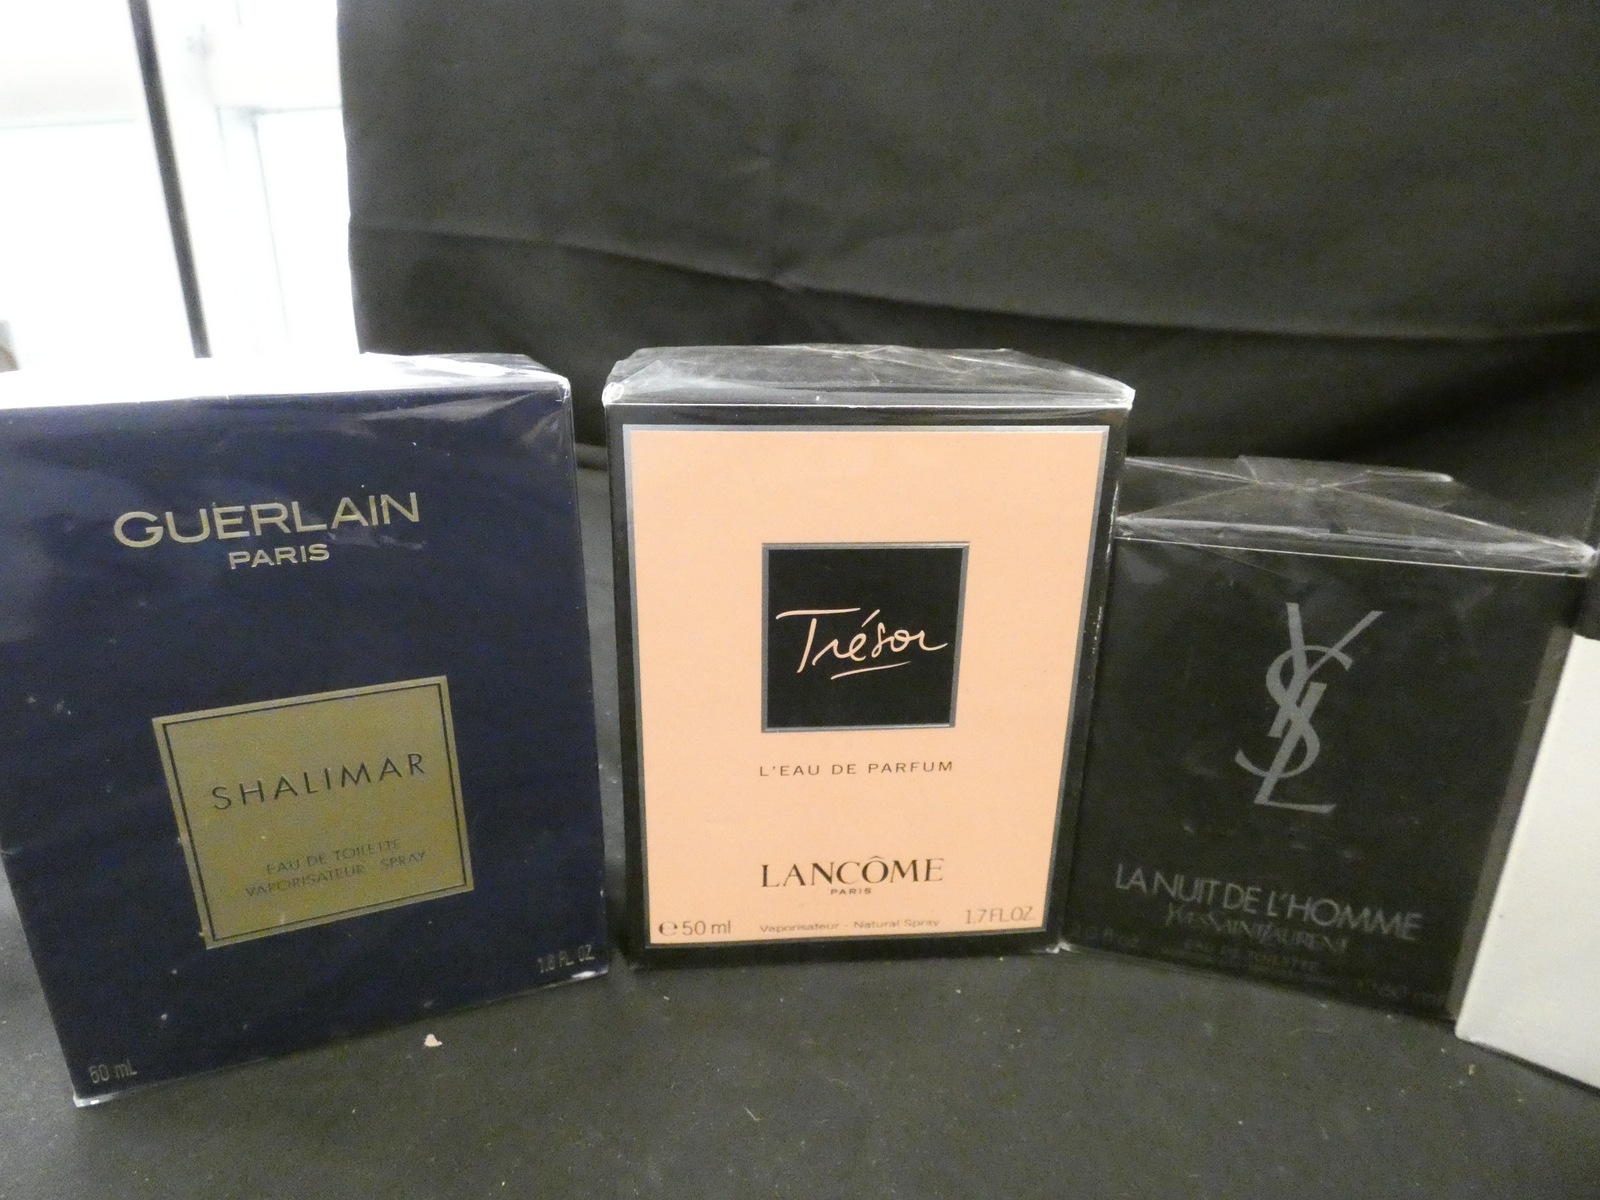 GUERLAIN
PARIS
SHALIMAR
EAU DE TOILETTE
VAPORISATEUR SPRAY
1.6 FL. OZ
50 mL
Trésor
L'EAU DE PARFUM
LANCÔME
PARIS
℮ 50 ml Vaporisateur - Natural Spray 1.7 FL.OZ.
YSL
LA NUIT DE L'HOMME
YVES SAINT LAURENT
EAU DE TOILETTE